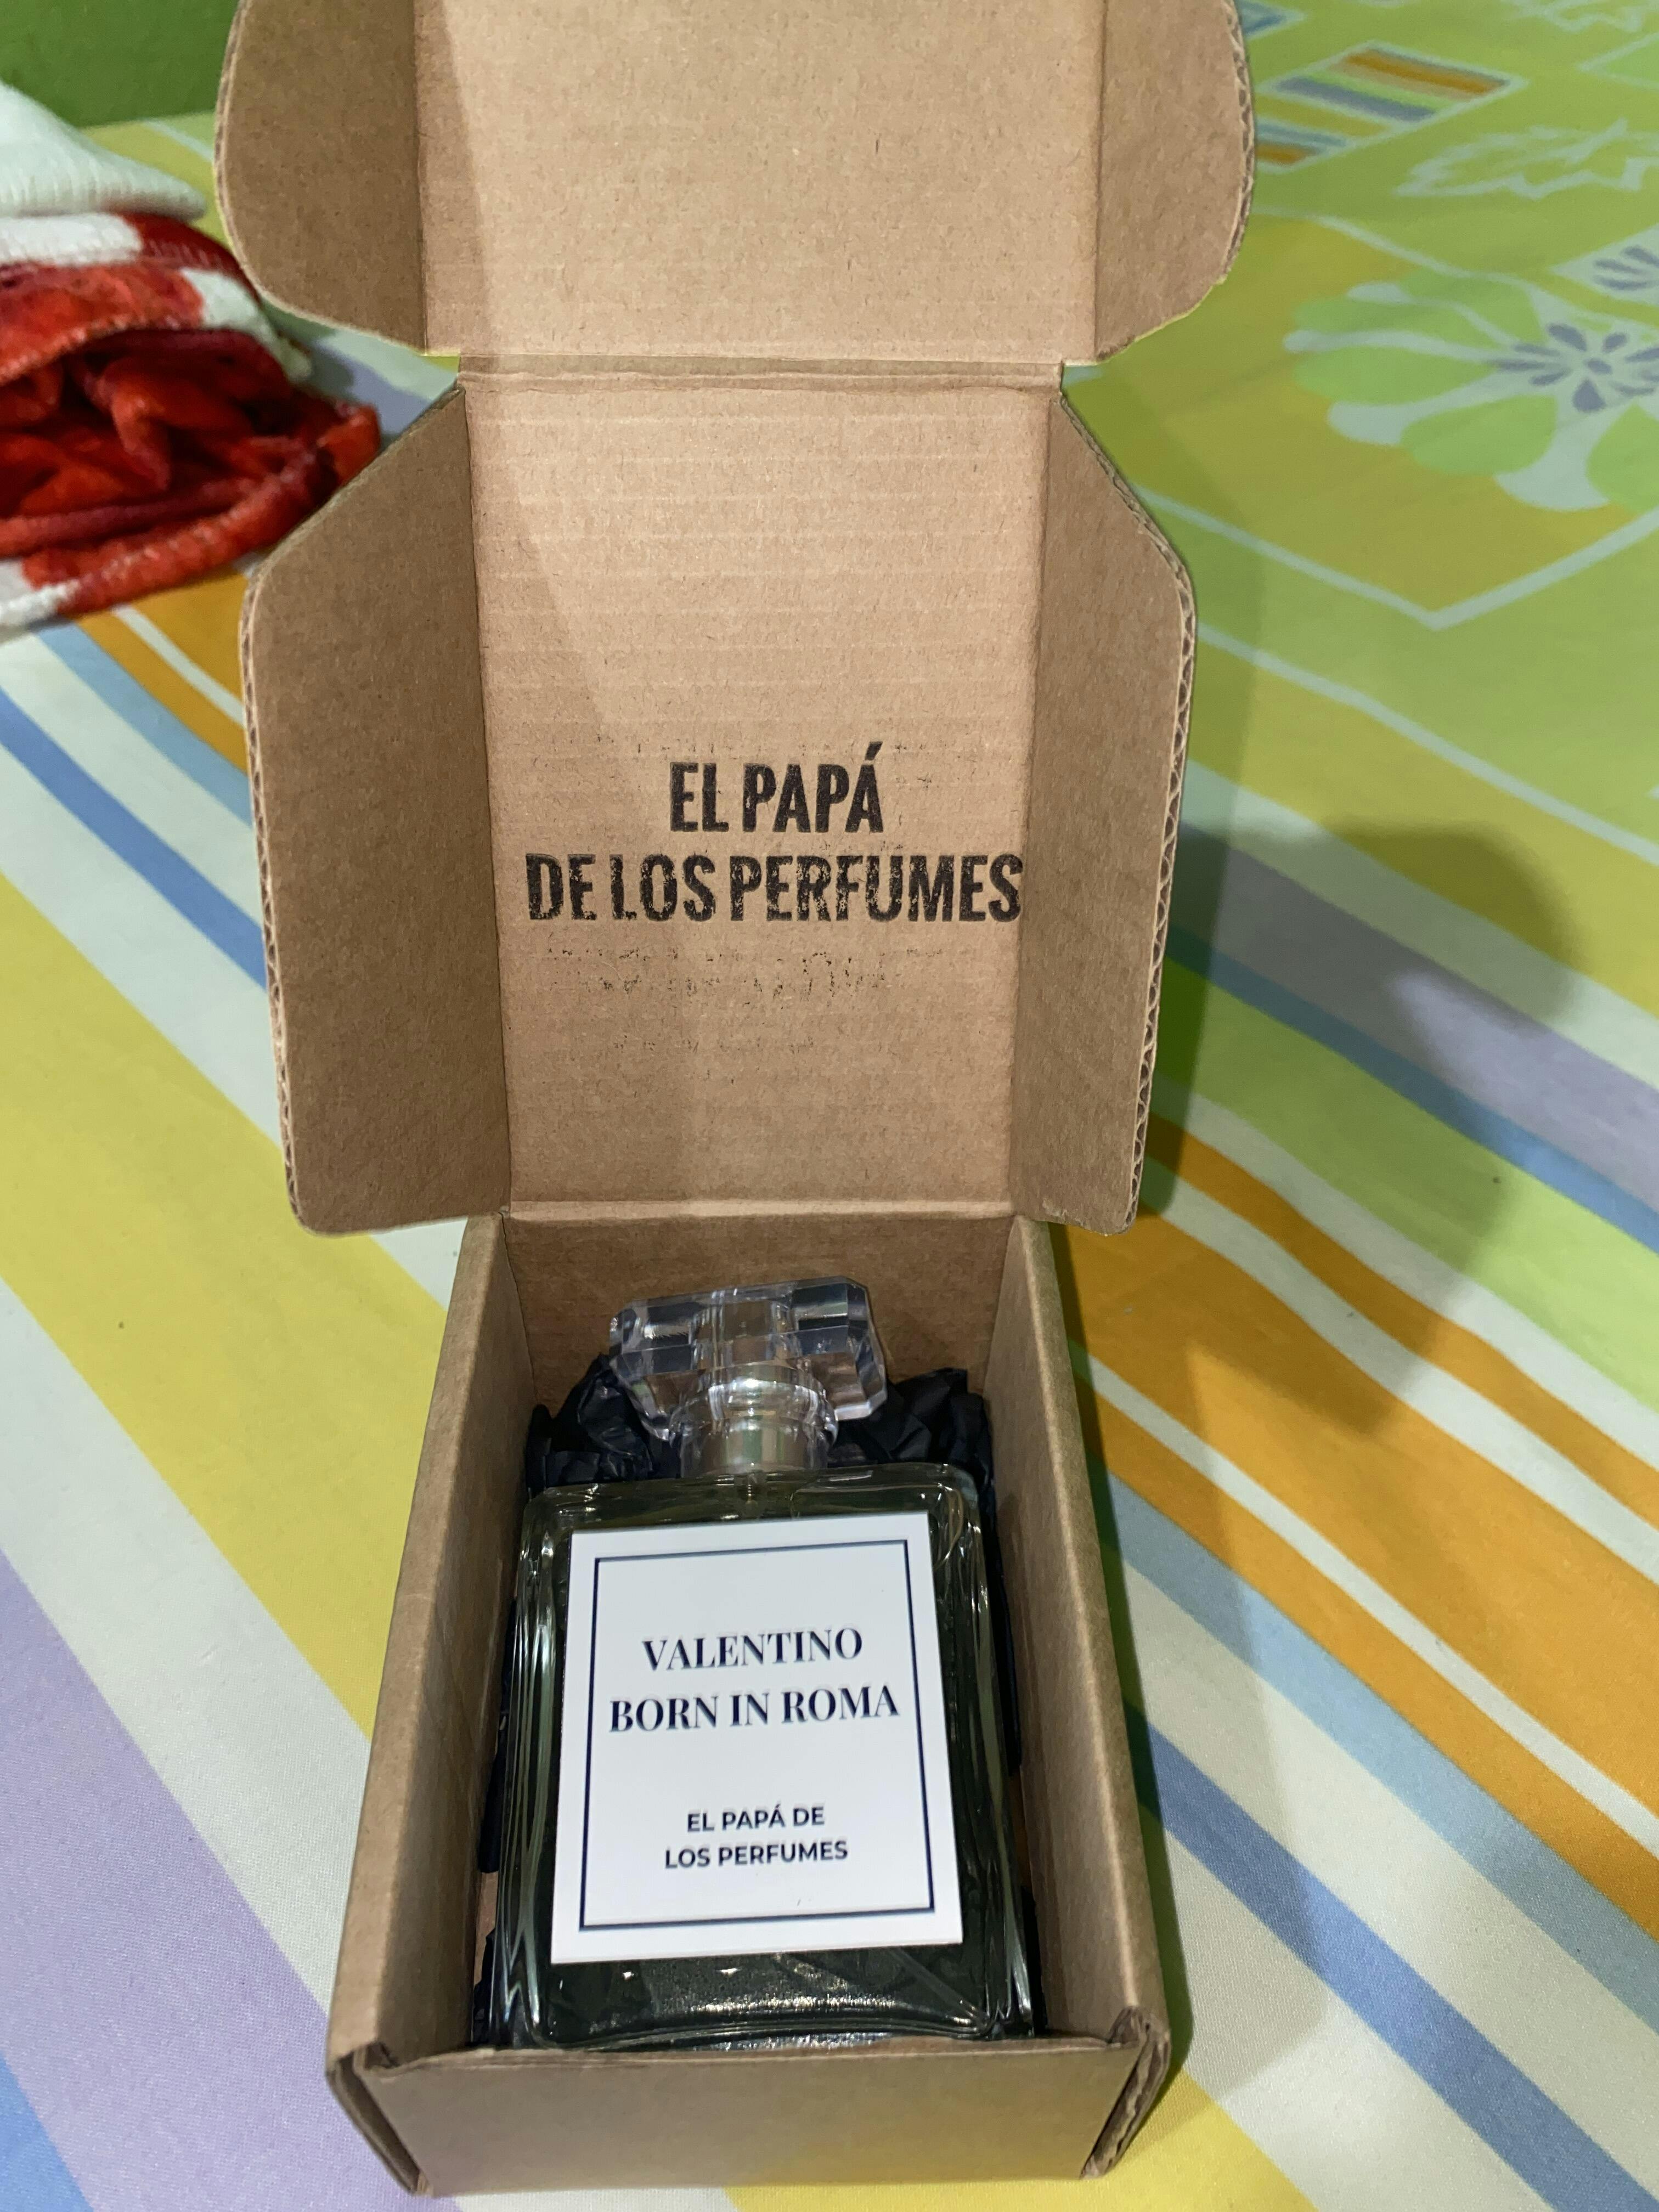 EL PAPÁ
DE LOS PERFUMES
VALENTINO
BORN IN ROMA
EL PAPÁ DE
LOS PERFUMES